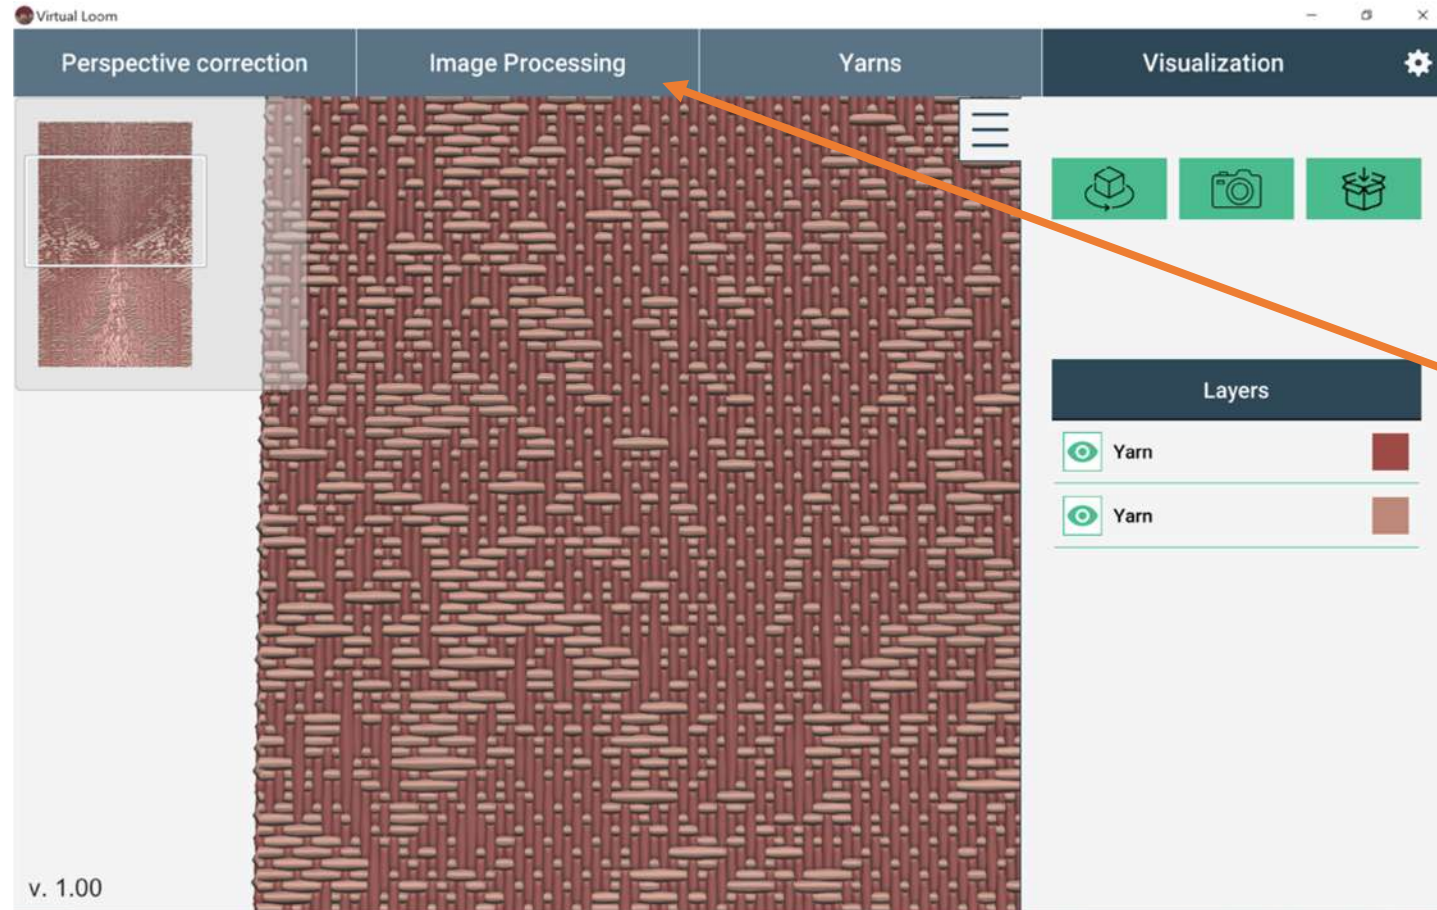 Virtual Loom
Perspective correction
Image Processing
Yarns
Visualization
Layers
Yarn
Yarn
v. 1.00